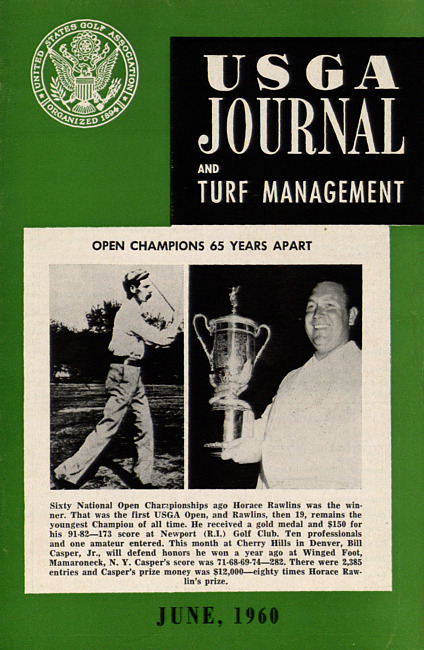 UNITED STATES GOLF ASSOCIATION
ORGANIZED 1894
USGA
JOURNAL
AND
TURF MANAGEMENT
OPEN CHAMPIONS 65 YEARS APART
Sixty National Open Championships ago Horace Rawlins was the win-
ner. That was the first USGA Open, and Rawlins, then 19, remains the
youngest Champion of all time. He received a gold medal and $150 for
his 91-82—173 score at Newport (R.I.) Golf Club. Ten professionals
and one amateur entered. This month at Cherry Hills in Denver, Bill
Casper, Jr., will defend honors he won a year ago at Winged Foot,
Mamaroneck, N. Y. Casper's score was 71-68-69-74—282. There were 2,385
entries and Casper's prize money was $12,000—eighty times Horace Raw-
lin's prize.
JUNE, 1960